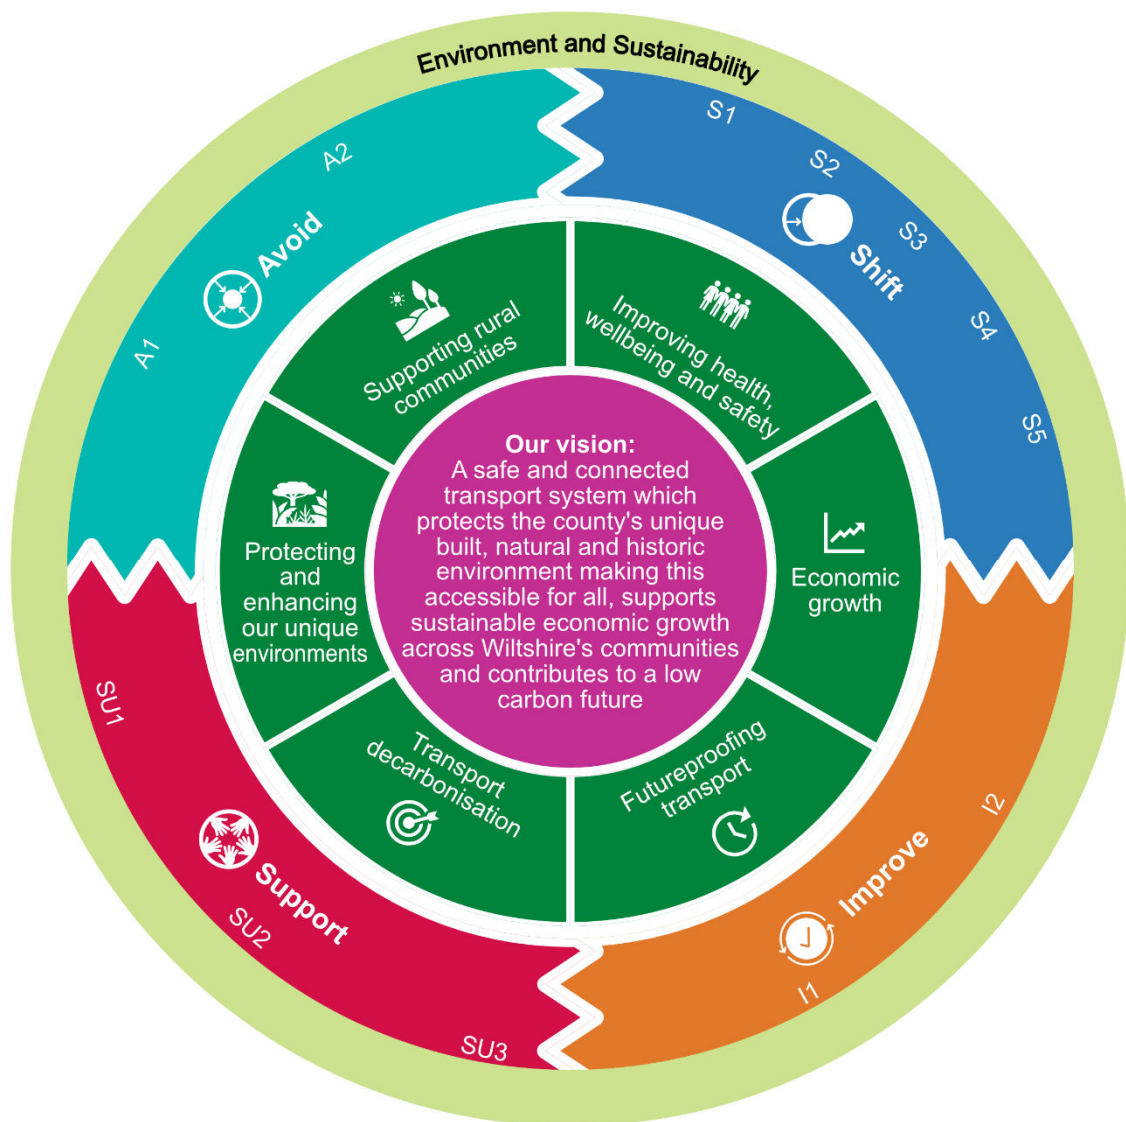 Environment and Sustainability
A1
A2
Avoid
S1
S2
S3
S4
S5
Shift
I2
I1
Improve
SU1
SU2
SU3
Support
Supporting rural
communities
Improving health,
wellbeing and safety
Economic
growth
Futureproofing
transport
Transport
decarbonisation
Protecting
and
enhancing
our unique
environments
Our vision:
A safe and connected
transport system which
protects the county's unique
built, natural and historic
environment making this
accessible for all, supports
sustainable economic growth
across Wiltshire's communities
and contributes to a low
carbon future